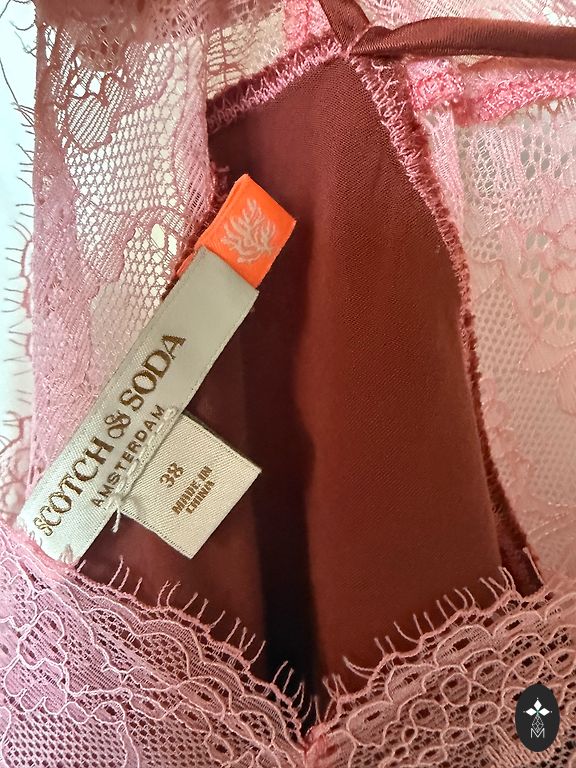 SCOTCH & SODA
AMSTERDAM
38
MADE IN
CHINA